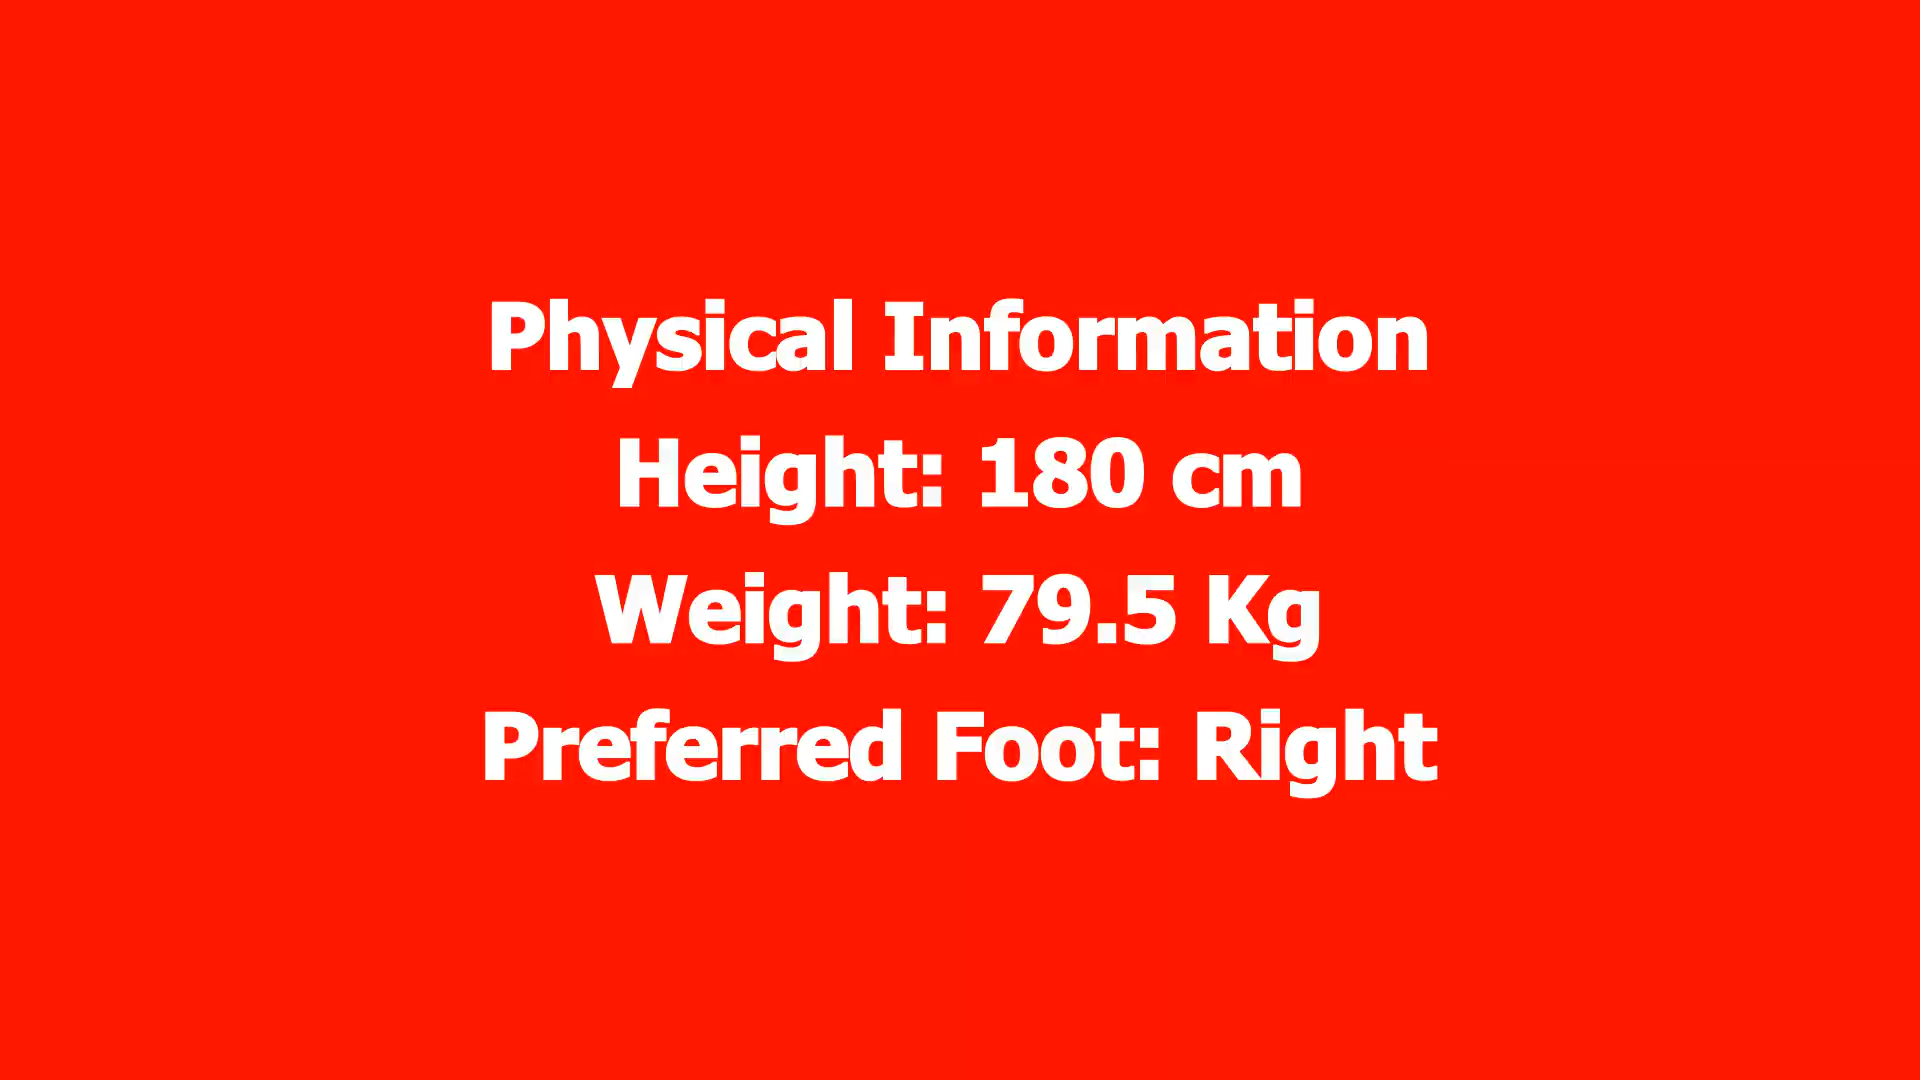 Physical Information
Height: 180 cm
Weight: 79.5 Kg
Preferred Foot: Right